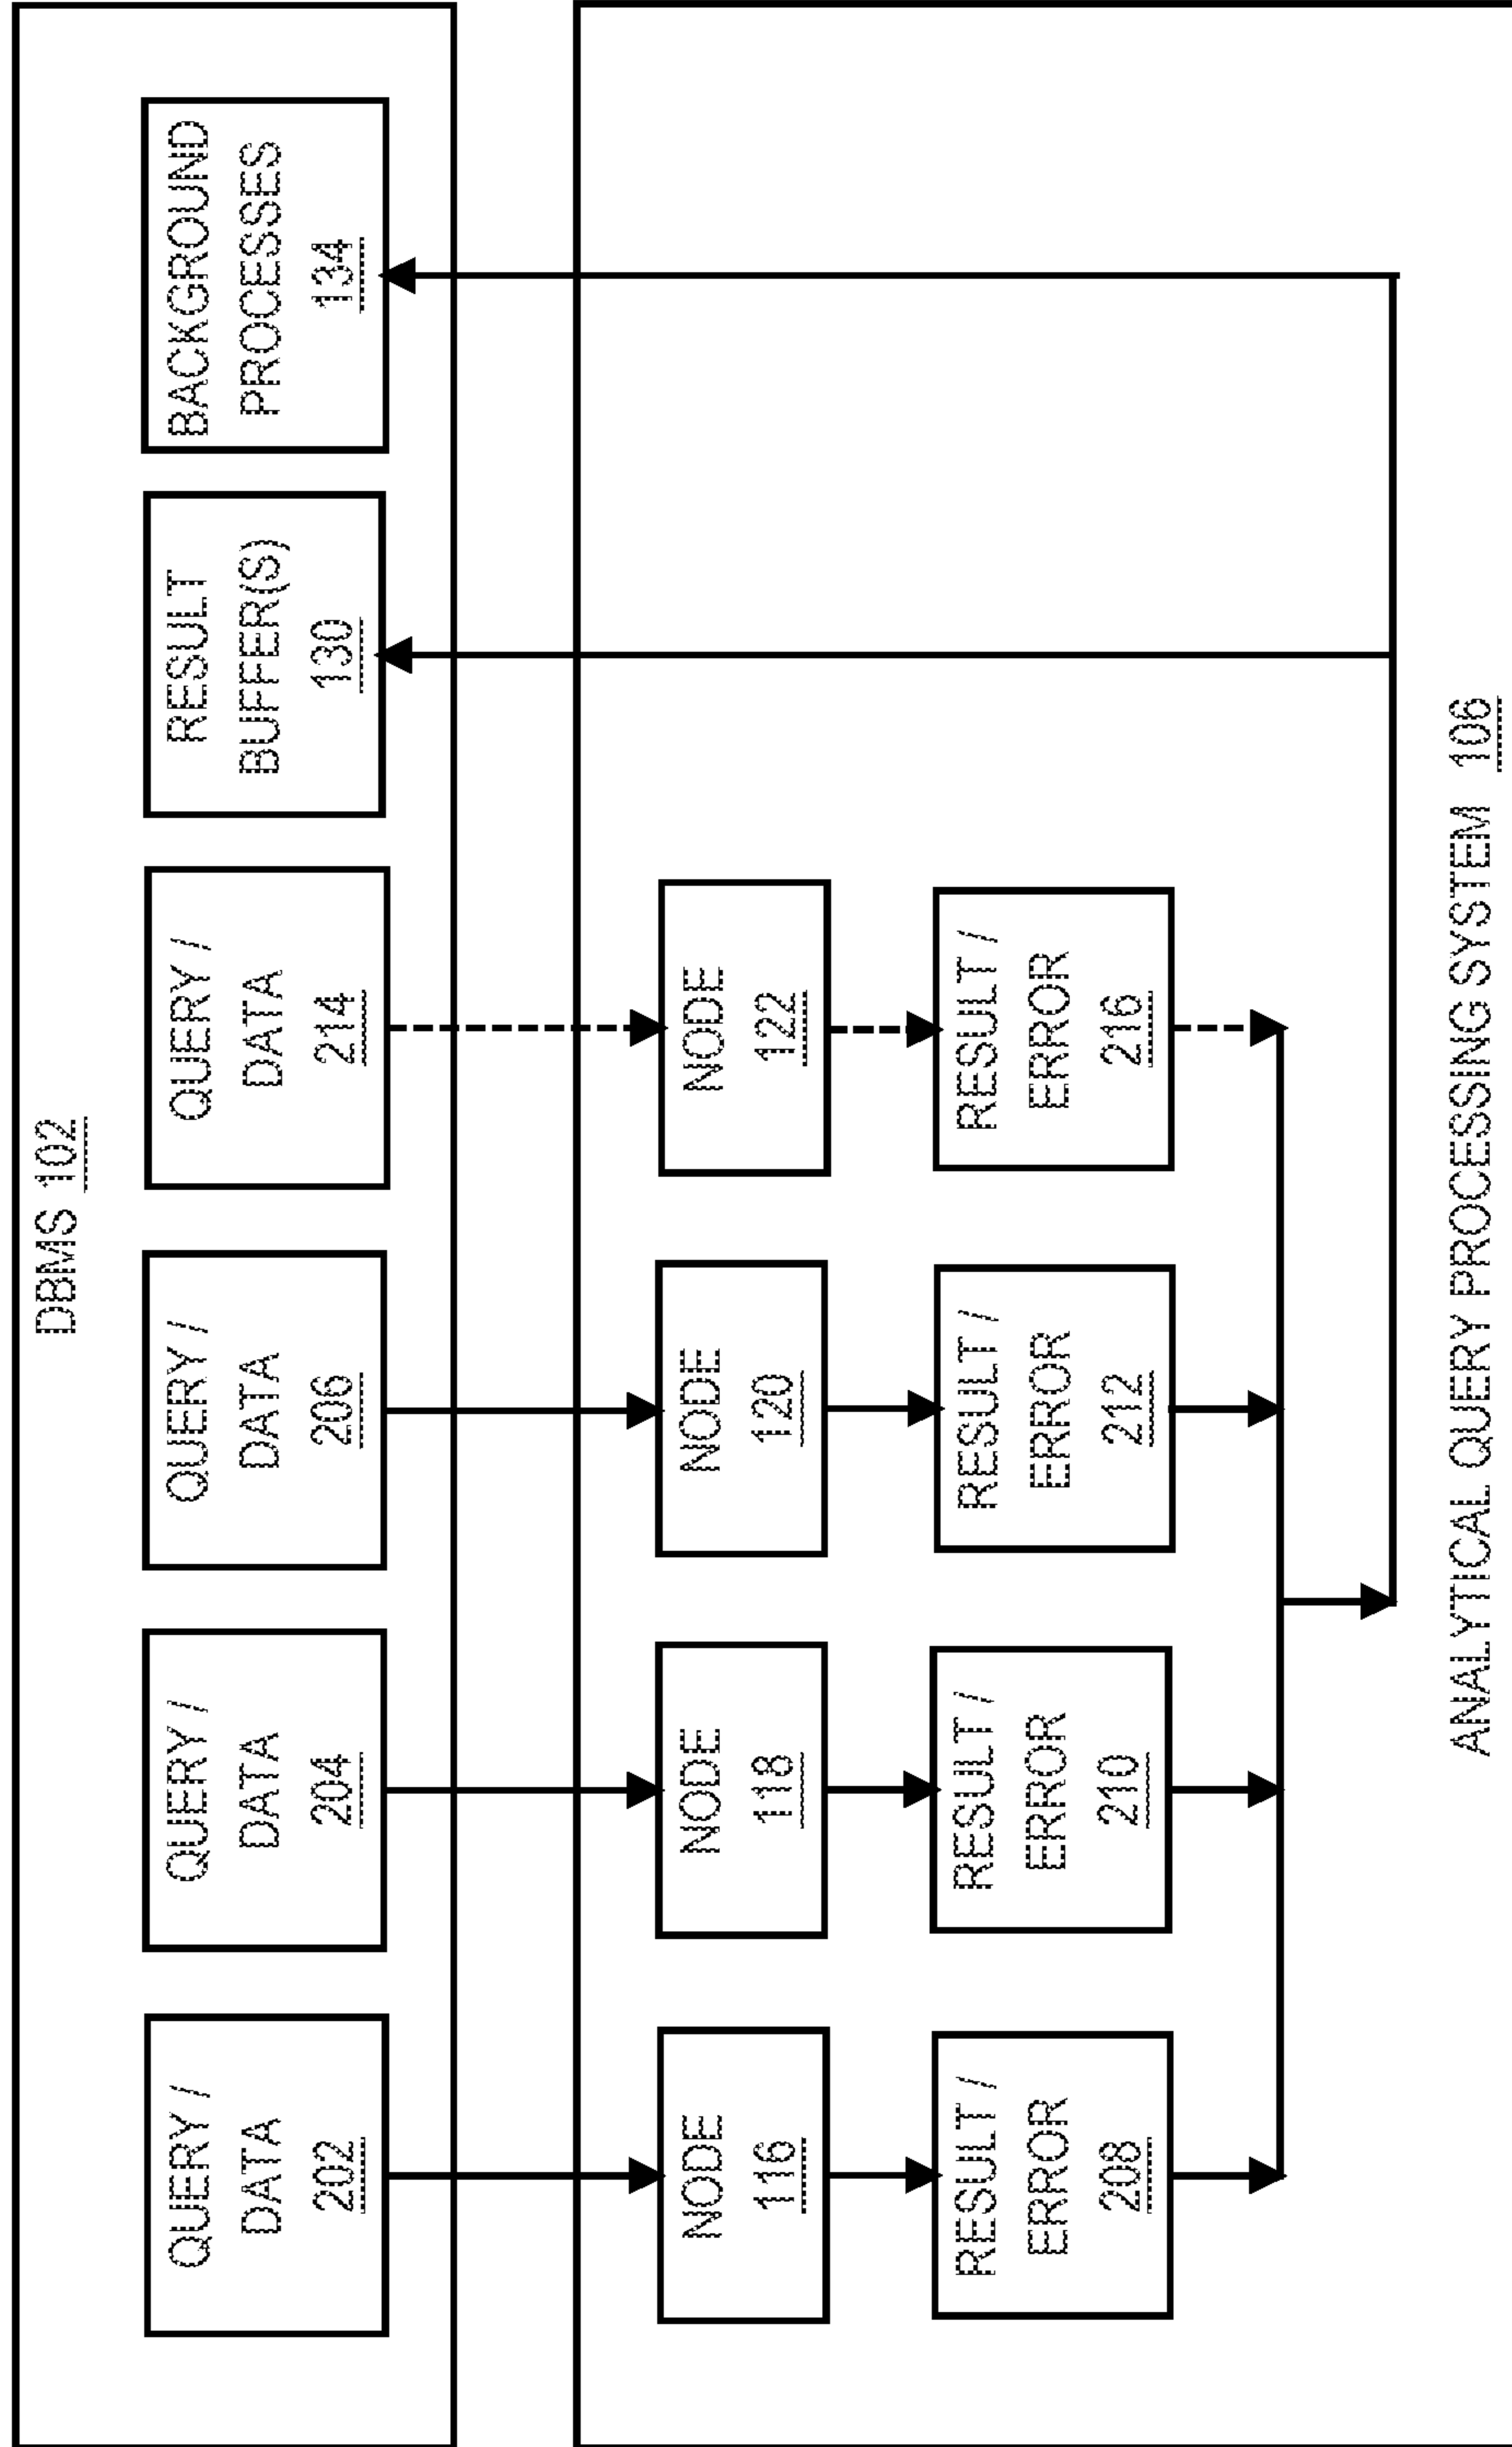 DBMS 102
QUERY /
DATA
202
QUERY /
DATA
204
QUERY /
DATA
206
QUERY /
DATA
214
RESULT
BUFFER(S)
130
BACKGROUND
PROCESSES
134
NODE
116
NODE
118
NODE
120
NODE
122
RESULT /
ERROR
208
RESULT /
ERROR
210
RESULT /
ERROR
212
RESULT /
ERROR
216
ANALYTICAL QUERY PROCESSING SYSTEM 106